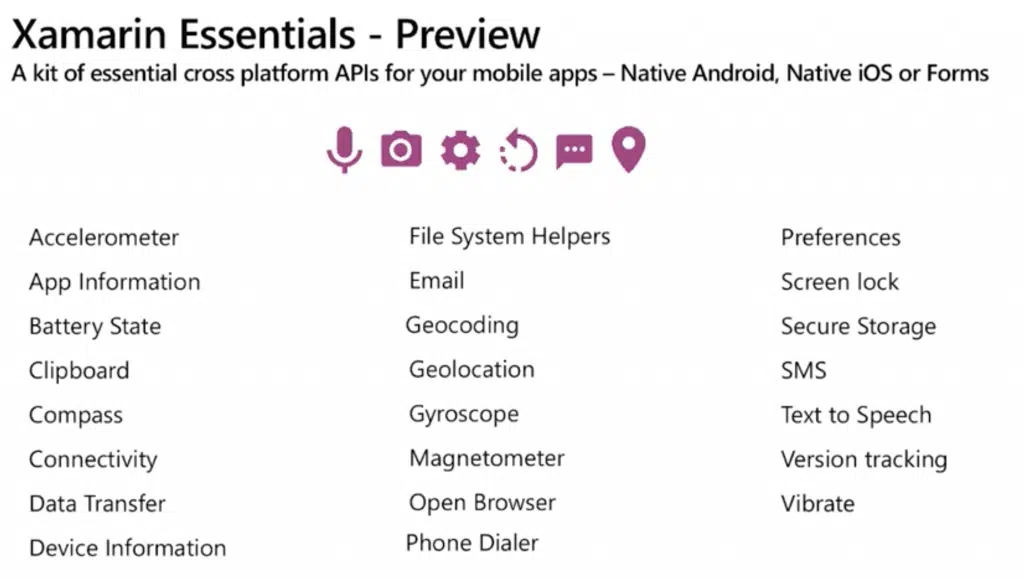 Xamarin Essentials - Preview
A kit of essential cross platform APIs for your mobile apps – Native Android, Native iOS or Forms
Accelerometer
App Information
Battery State
Clipboard
Compass
Connectivity
Data Transfer
Device Information
File System Helpers
Email
Geocoding
Geolocation
Gyroscope
Magnetometer
Open Browser
Phone Dialer
Preferences
Screen lock
Secure Storage
SMS
Text to Speech
Version tracking
Vibrate